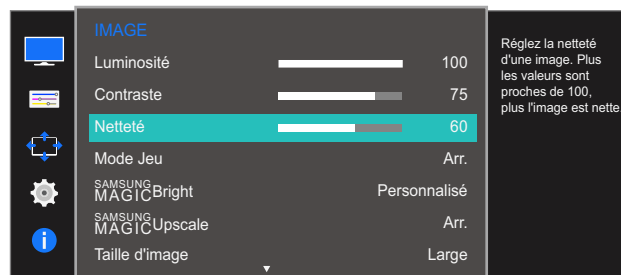 IMAGE
Luminosité 100
Contraste 75
Netteté 60
Mode Jeu Arr.
SAMSUNG MAGIC Bright Personnalisé
SAMSUNG MAGIC Upscale Arr.
Taille d'image Large
Réglez la netteté
d'une image. Plus
les valeurs sont
proches de 100,
plus l'image est nette.